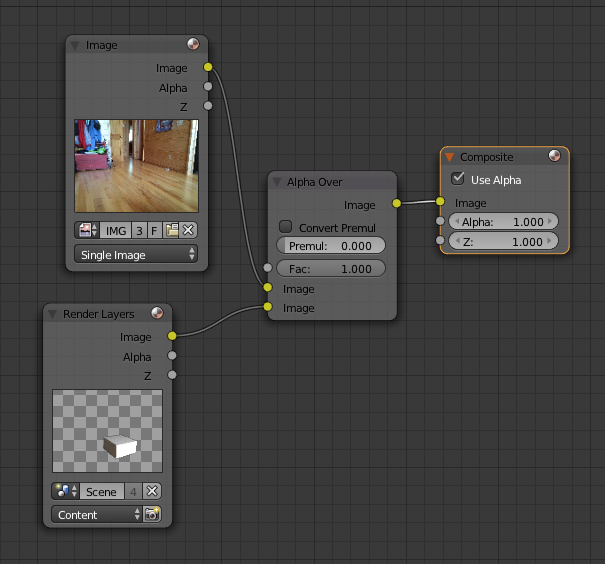 Image
Image
Alpha
Z
IMG 3 F
Single Image
Render Layers
Image
Alpha
Z
Scene 4
Content
Alpha Over
Image
Convert Premul
Premul: 0.000
Fac: 1.000
Image
Image
Composite
Use Alpha
Image
Alpha: 1.000
Z: 1.000